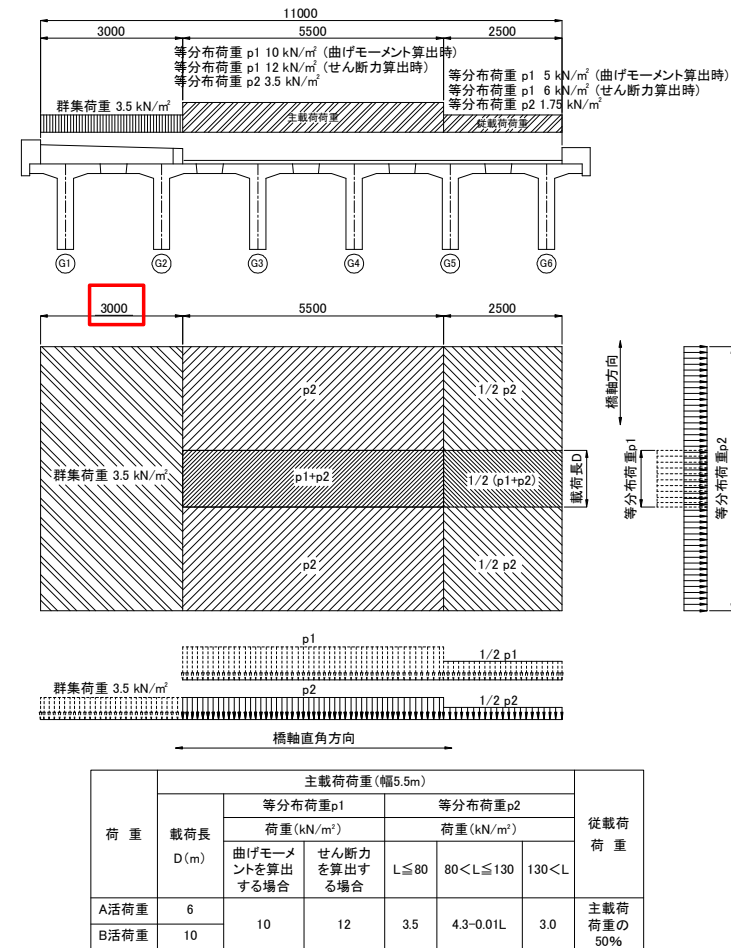 11000
3000 5500 2500
等分布荷重 p1 10 kN/㎡ (曲げモーメント算出時)
等分布荷重 p1 12 kN/㎡ (せん断力算出時)
等分布荷重 p2 3.5 kN/㎡
等分布荷重 p1 5 kN/㎡ (曲げモーメント算出時)
等分布荷重 p1 6 kN/㎡ (せん断力算出時)
等分布荷重 p2 1.75 kN/㎡
群集荷重 3.5 kN/㎡
主載荷荷重
従載荷荷重
G1 G2 G3 G4 G5 G6
3000 5500 2500
p2 1/2 p2
群集荷重 3.5 kN/㎡ p1+p2 1/2 (p1+p2)
p2 1/2 p2
橋軸方向
載荷長D
等分布荷重p1
等分布荷重p2
p1
1/2 p1
群集荷重 3.5 kN/㎡
p2
1/2 p2
橋軸直角方向
荷 重
載荷長
D(m)
主載荷荷重(幅5.5m)
等分布荷重p1 等分布荷重p2
荷重(kN/㎡) 荷重(kN/㎡)
曲げモーメ
ントを算出
する場合
せん断力
を算出す
る場合
L≦80 80<L≦130 130<L
従載荷
荷 重
A活荷重 6
B活荷重 10
10 12 3.5 4.3-0.01L 3.0
主載荷
荷重の
50%